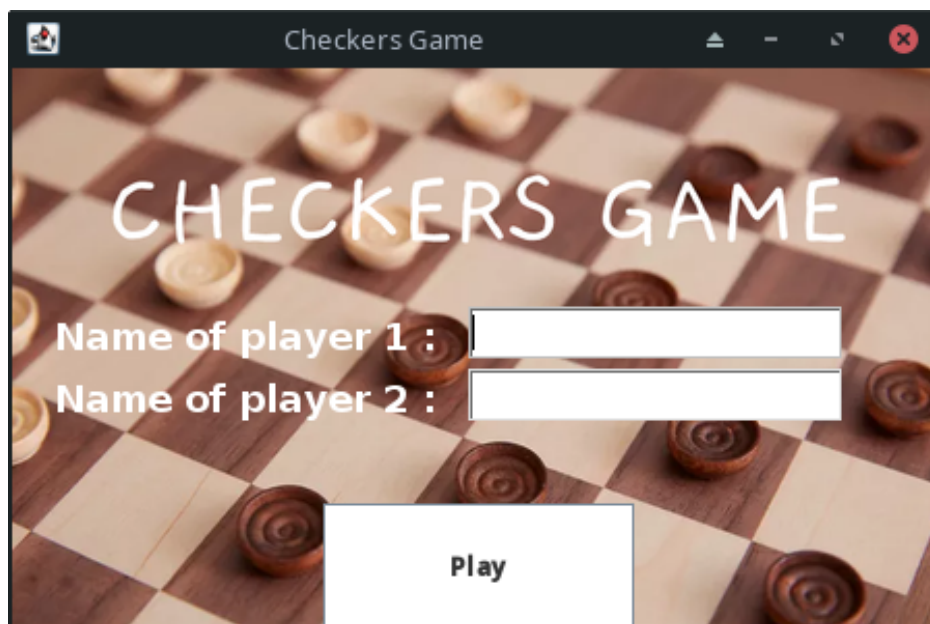 Checkers Game
CHECKERS GAME
Name of player 1 :
Name of player 2 :
Play